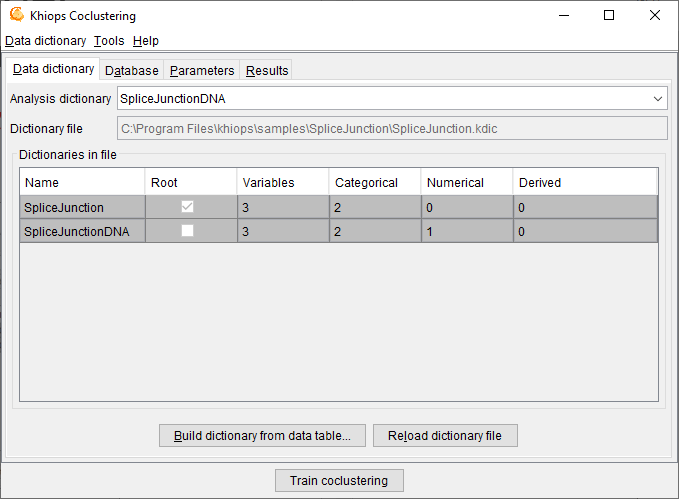 Khiops Coclustering
Data dictionary Tools Help
Data dictionary Database Parameters Results
Analysis dictionary SpliceJunctionDNA
Dictionary file C:\Program Files\khiops\samples\SpliceJunction\SpliceJunction.kdic
Dictionaries in file
Name Root Variables Categorical Numerical Derived
SpliceJunction 3 2 0 0
SpliceJunctionDNA 3 2 1 0
Build dictionary from data table... Reload dictionary file
Train coclustering